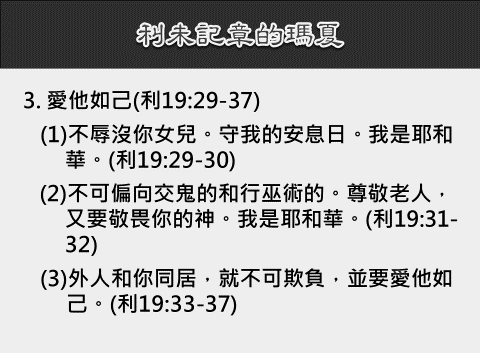 利未記章的瑪夏
3. 愛他如己(利19:29-37)
(1)不辱沒你女兒。守我的安息日。我是耶和
華。(利19:29-30)
(2)不可偏向交鬼的和行巫術的。尊敬老人，
又要敬畏你的神。我是耶和華。(利19:31-
32)
(3)外人和你同居，就不可欺負，並要愛他如
己。(利19:33-37)